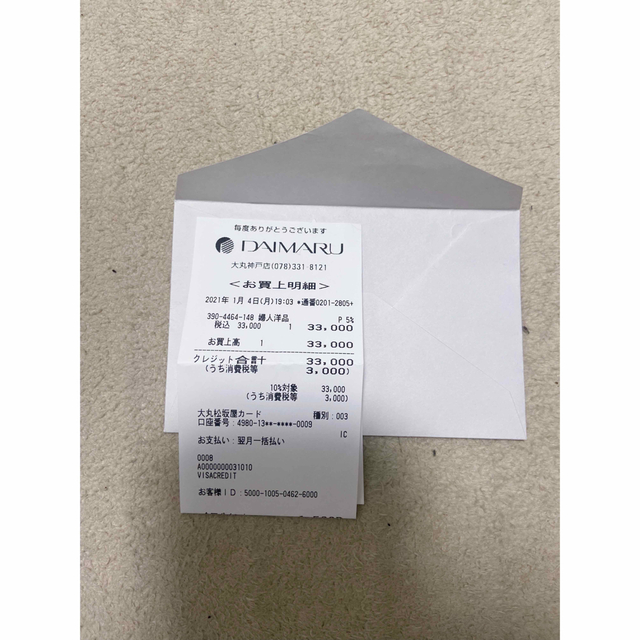 毎度ありがとうございます
DAIMARU
大丸神戸店(078)331 8121
＜お買上明細＞
2021年 1月 4日(月)19:03 *通番0201-2805+
390-4464-148 婦人洋品 P 5%
税込 33,000 1 33,000
お買上高 1 33,000
クレジット合計 33,000
(うち消費税等 3,000)
10%対象 33,000
(うち消費税等 3,000)
大丸松坂屋カード 種別:003
口座番号:4980-13**-****-0009
IC
お支払い:翌月一括払い
0008
A0000000031010
VISACREDIT
お客様ID:5000-1005-0462-6000